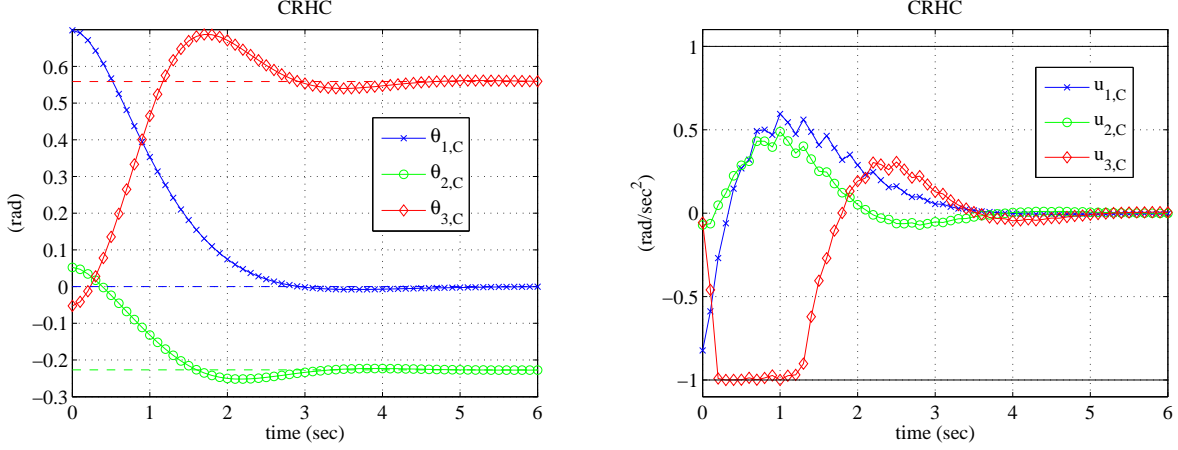 CRHC
0.7
0.6
0.5
0.4
0.3
0.2
0.1
0
−0.1
−0.2
−0.3
(rad)
θ1,C
θ2,C
θ3,C
0 1 2 3 4 5 6
time (sec)
CRHC
1
0.5
0
−0.5
−1
(rad/sec²)
u1,C
u2,C
u3,C
0 1 2 3 4 5 6
time (sec)